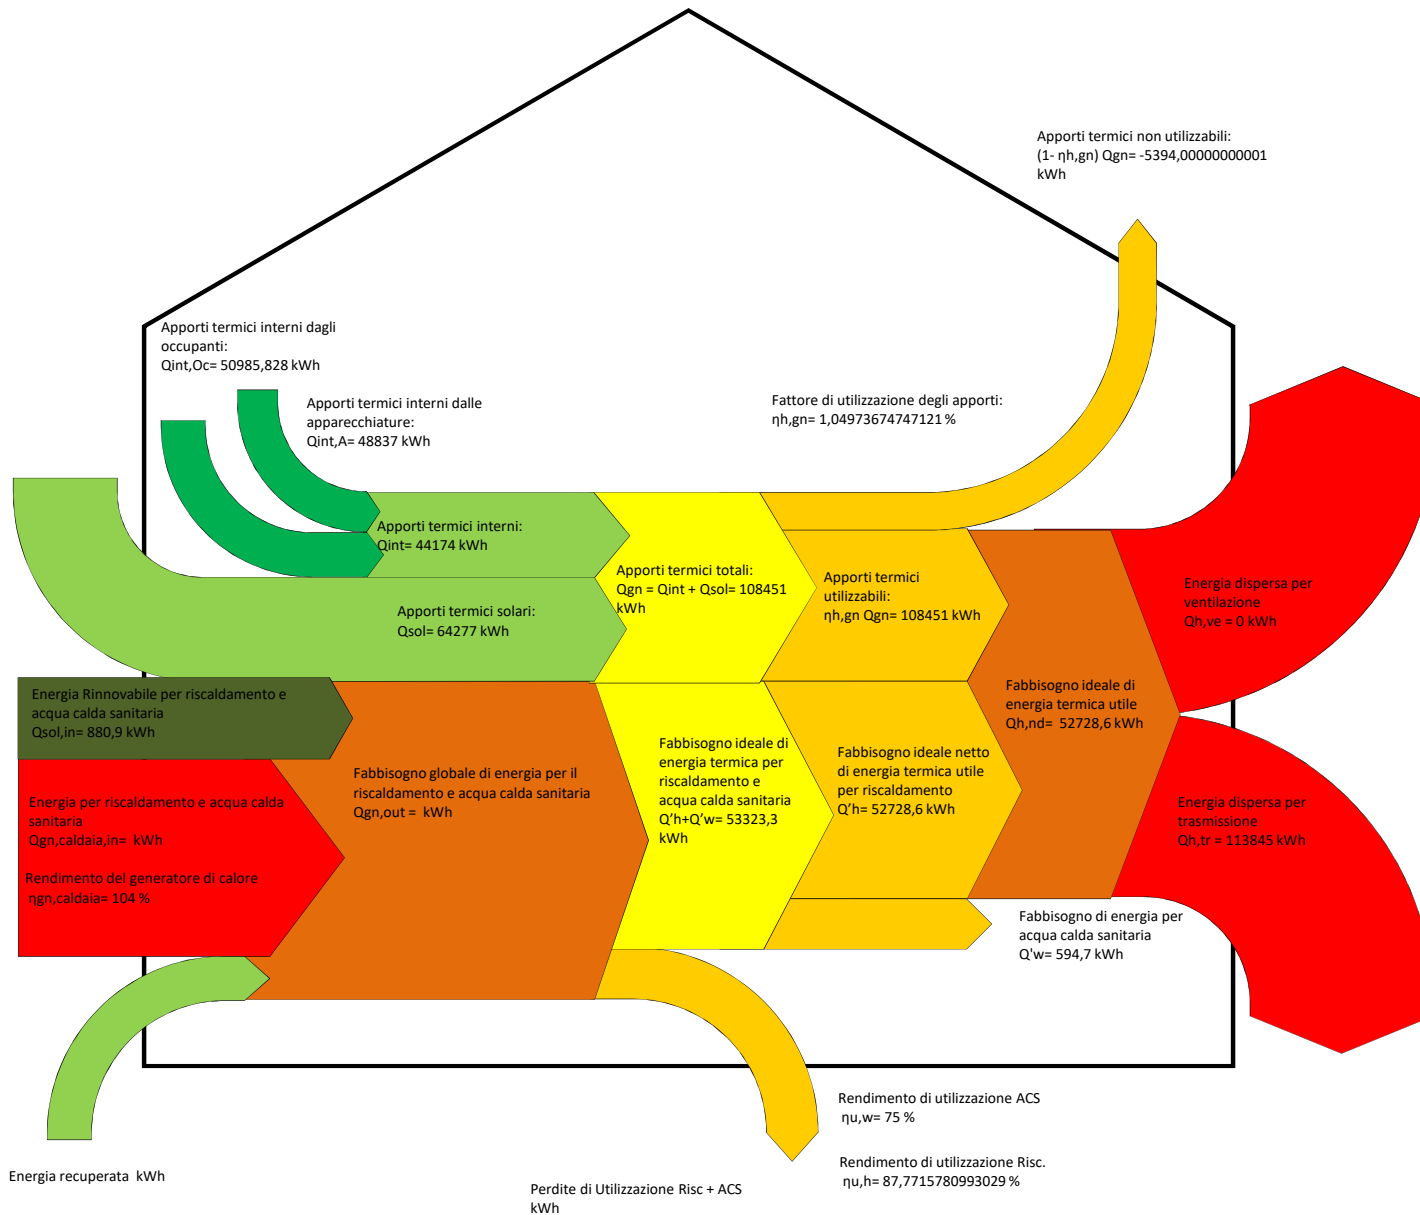 Apporti termici non utilizzabili:
(1- ηh,gn) Qgn= -5394,00000000001
kWh
Apporti termici interni dagli
occupanti:
Qint,Oc= 50985,828 kWh
Apporti termici interni dalle
apparecchiature:
Qint,A= 48837 kWh
Fattore di utilizzazione degli apporti:
ηh,gn= 1,04973674747121 %
Apporti termici interni:
Qint= 44174 kWh
Apporti termici totali:
Qgn = Qint + Qsol= 108451
kWh
Apporti termici
utilizzabili:
ηh,gn Qgn= 108451 kWh
Energia dispersa per
ventilazione
Qh,ve = 0 kWh
Apporti termici solari:
Qsol= 64277 kWh
Energia Rinnovabile per riscaldamento e
acqua calda sanitaria
Qsol,in= 880,9 kWh
Fabbisogno ideale di
energia termica utile
Qh,nd= 52728,6 kWh
Fabbisogno globale di energia per il
riscaldamento e acqua calda sanitaria
Qgn,out = kWh
Fabbisogno ideale di
energia termica per
riscaldamento e
acqua calda sanitaria
Q’h+Q’w= 53323,3
kWh
Fabbisogno ideale netto
di energia termica utile
per riscaldamento
Q’h= 52728,6 kWh
Energia per riscaldamento e acqua calda
sanitaria
Qgn,caldaia,in= kWh
Rendimento del generatore di calore
ηgn,caldaia= 104 %
Energia dispersa per
trasmissione
Qh,tr = 113845 kWh
Fabbisogno di energia per
acqua calda sanitaria
Q'w= 594,7 kWh
Rendimento di utilizzazione ACS
ηu,w= 75 %
Rendimento di utilizzazione Risc.
ηu,h= 87,7715780993029 %
Energia recuperata kWh
Perdite di Utilizzazione Risc + ACS
kWh